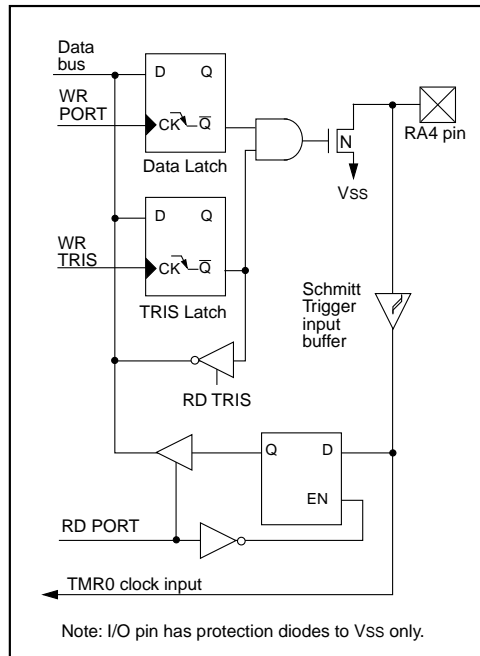 Data
bus
D Q
WR
PORT
CK Q
N
RA4 pin
Data Latch
VSS
D Q
WR
TRIS
CK Q
TRIS Latch
Schmitt
Trigger
input
buffer
RD TRIS
Q D
EN
RD PORT
TMR0 clock input
Note: I/O pin has protection diodes to VSS only.